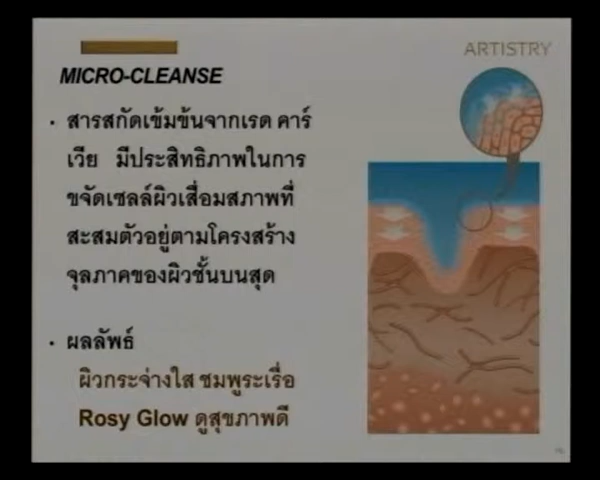 ARTISTRY
MICRO-CLEANSE
• สารสกัดเข้มข้นจากเรด คาร์
เวีย มีประสิทธิภาพในการ
ขจัดเซลล์ผิวเสื่อมสภาพที่
สะสมตัวอยู่ตามโครงสร้าง
จุลภาคของผิวชั้นบนสุด
• ผลลัพธ์
ผิวกระจ่างใส ชมพูระเรื่อ
Rosy Glow ดูสุขภาพดี